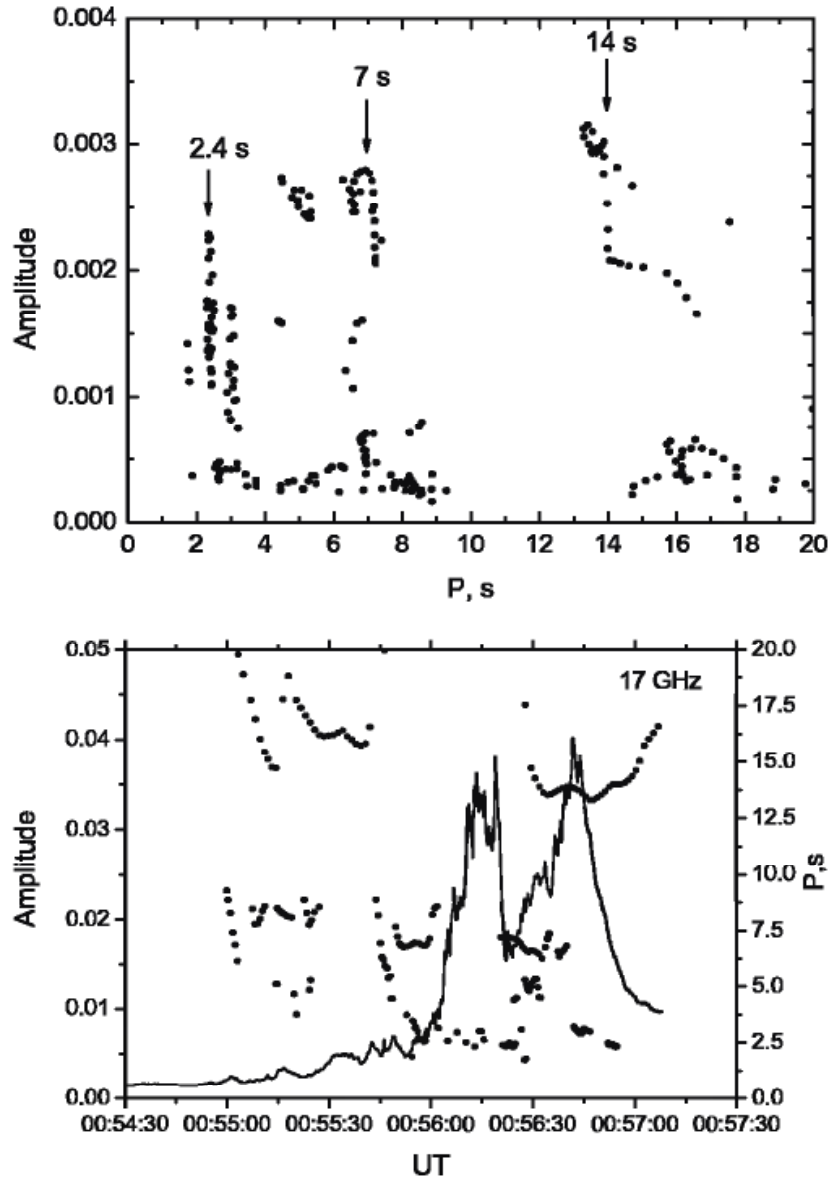 0.004
14 s
7 s
0.003
2.4 s
Amplitude
0.002
0.001
0.000
0 2 4 6 8 10 12 14 16 18 20
P, s
0.05 20.0
17 GHz
17.5
0.04
15.0
0.03 12.5
Amplitude
10.0
P,s
0.02
7.5
0.01 5.0
2.5
0.00 0.0
00:54:30 00:55:00 00:55:30 00:56:00 00:56:30 00:57:00 00:57:30
UT